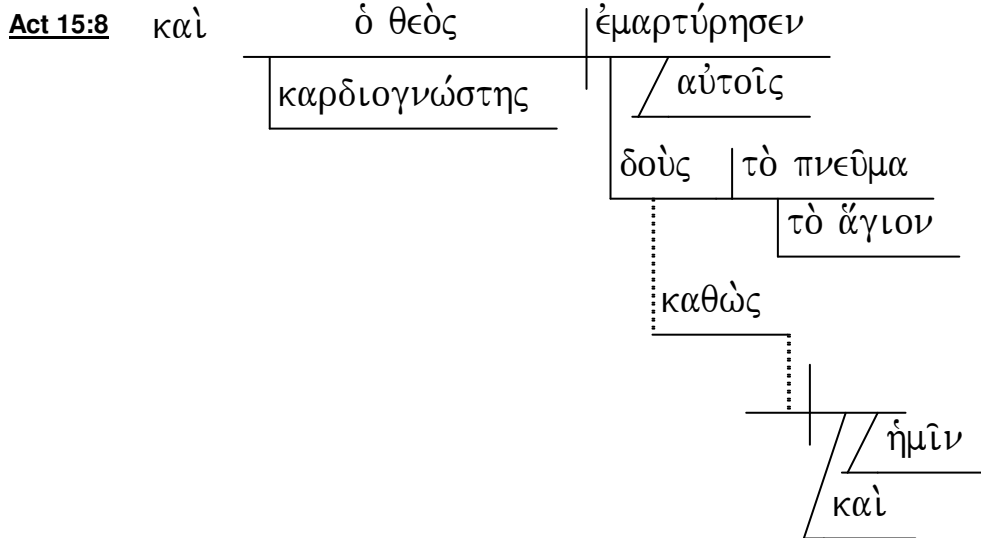 Act 15:8 καὶ ὁ θεὸς ἐμαρτύρησεν
καρδιογνώστης αὐτοῖς
δοὺς τὸ πνεῦμα
τὸ ἅγιον
καθὼς
ἡμῖν
καὶ